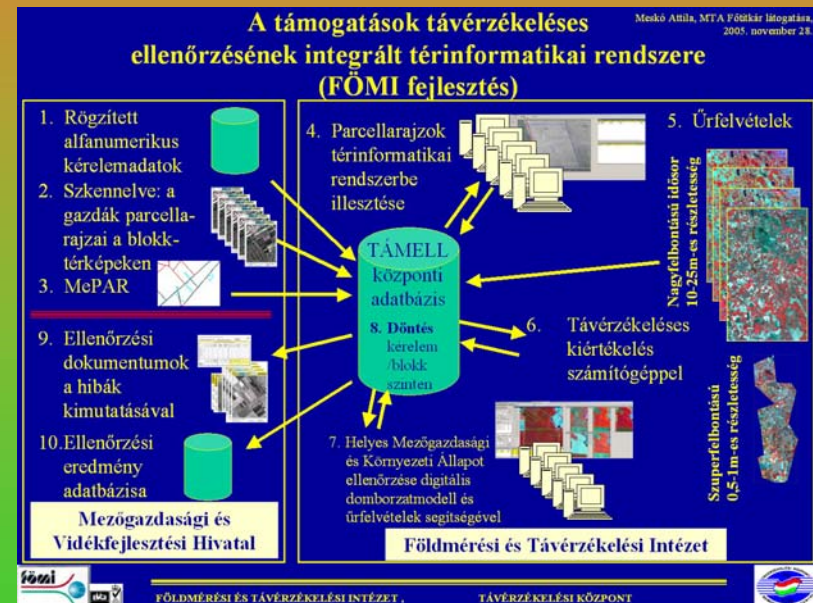 A támogatások távérzékeléses
ellenőrzésének integrált térinformatikai rendszere
(FÖMI fejlesztés)
Meskó Attila, MTA Főtitkár látogatása,
2005. november 28.
1. Rögzített
alfanumerikus
kérelemadatok
2. Szkennelve: a
gazdák parcella-
rajzai a blokk-
térképeken
3. MePAR
9. Ellenőrzési
dokumentumok
a hibák
kimutatásával
10. Ellenőrzési
eredmény
adatbázisa
Mezőgazdasági és
Vidékfejlesztési Hivatal
4. Parcellarajzok
térinformatikai
rendszerbe
illesztése
5. Űrfelvételek
Nagyfelbontású idősor
10-25m-es részletesség
TÁMELL
központi
adatbázis
8. Döntés
kérelem
/blokk
szinten
6. Távérzékeléses
kiértékelés
számítógéppel
Szuperfelbontású
0,5-1m-es részletesség
7. Helyes Mezőgazdasági
és Környezeti Állapot
ellenőrzése digitális
domborzatmodell és
űrfelvételek segítségével
Földmérési és Távérzékelési Intézet
fömi
FÖLDMÉRÉSI ÉS TÁVÉRZÉKELÉSI INTÉZET , TÁVÉRZÉKELÉSI KÖZPONT